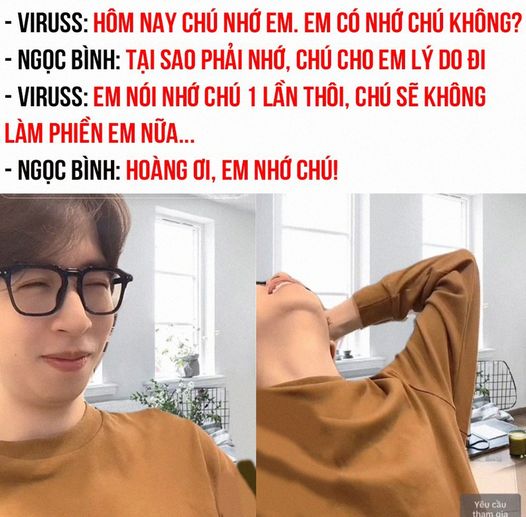 - VIRUSS: HÔM NAY CHÚ NHỚ EM. EM CÓ NHỚ CHÚ KHÔNG?
- NGỌC BÌNH: TẠI SAO PHẢI NHỚ, CHÚ CHO EM LÝ DO ĐI
- VIRUSS: EM NÓI NHỚ CHÚ 1 LẦN THÔI, CHÚ SẼ KHÔNG
LÀM PHIỀN EM NỮA...
- NGỌC BÌNH: HOÀNG ƠI, EM NHỚ CHÚ!
Yêu cầu
tham gia